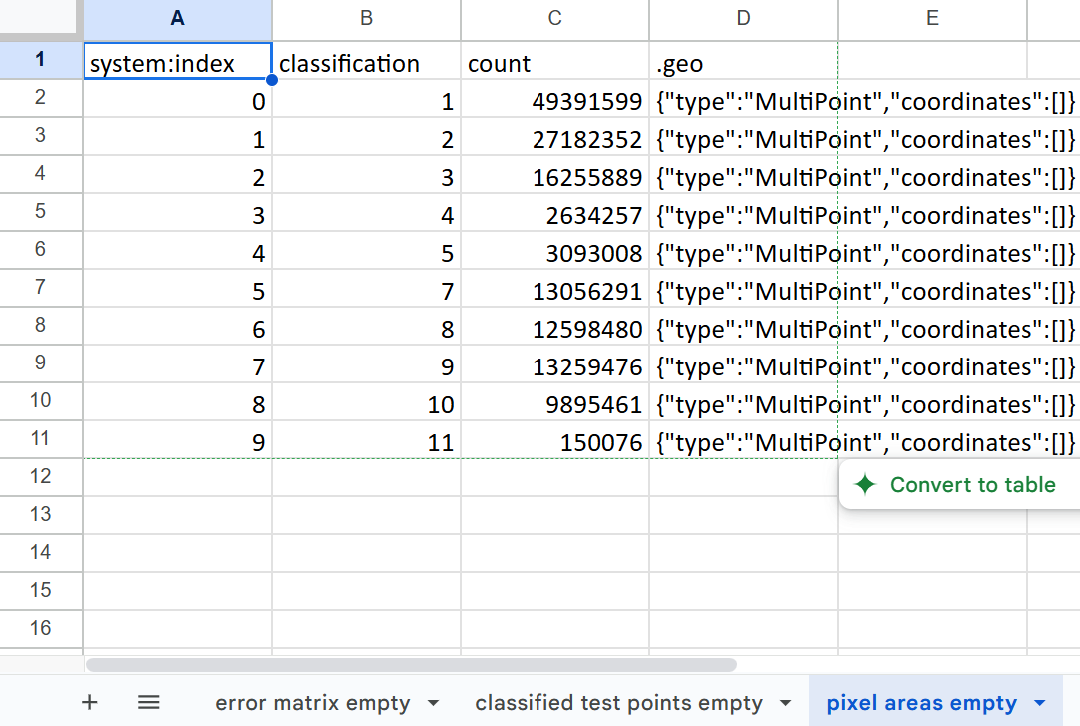 A B C D E
1 system:index classification count .geo
2 0 1 49391599 {"type":"MultiPoint","coordinates":[]}
3 1 2 27182352 {"type":"MultiPoint","coordinates":[]}
4 2 3 16255889 {"type":"MultiPoint","coordinates":[]}
5 3 4 2634257 {"type":"MultiPoint","coordinates":[]}
6 4 5 3093008 {"type":"MultiPoint","coordinates":[]}
7 5 7 13056291 {"type":"MultiPoint","coordinates":[]}
8 6 8 12598480 {"type":"MultiPoint","coordinates":[]}
9 7 9 13259476 {"type":"MultiPoint","coordinates":[]}
10 8 10 9895461 {"type":"MultiPoint","coordinates":[]}
11 9 11 150076 {"type":"MultiPoint","coordinates":[]}
12
Convert to table
13
14
15
16
error matrix empty classified test points empty pixel areas empty